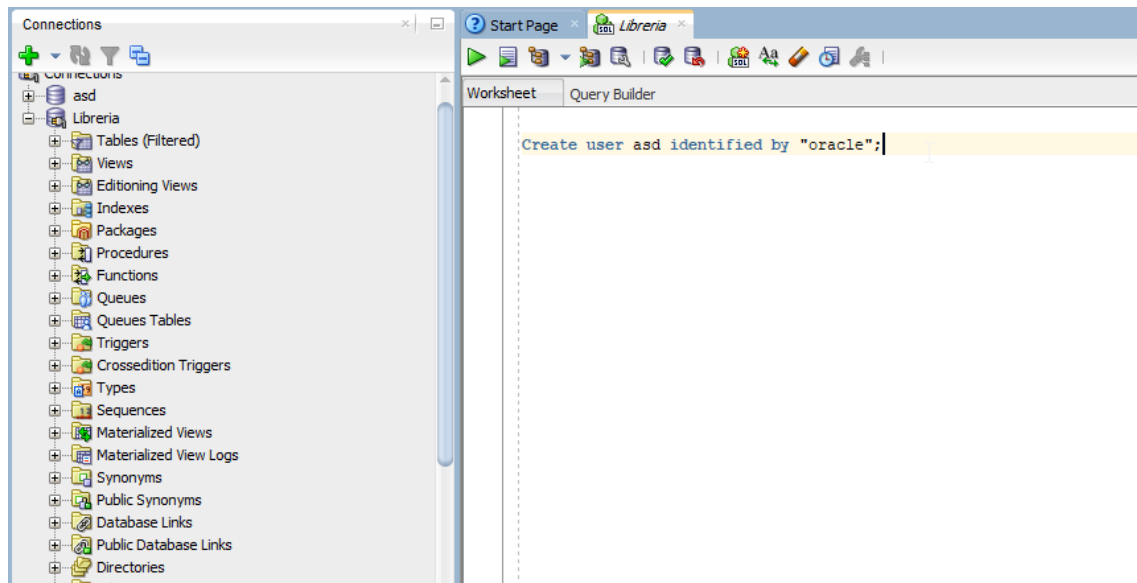 Connections
Start Page
Libreria
Worksheet
Query Builder
Connections
asd
Libreria
Tables (Filtered)
Views
Editioning Views
Indexes
Packages
Procedures
Functions
Queues
Queues Tables
Triggers
Crossedition Triggers
Types
Sequences
Materialized Views
Materialized View Logs
Synonyms
Public Synonyms
Database Links
Public Database Links
Directories
Create user asd identified by "oracle";